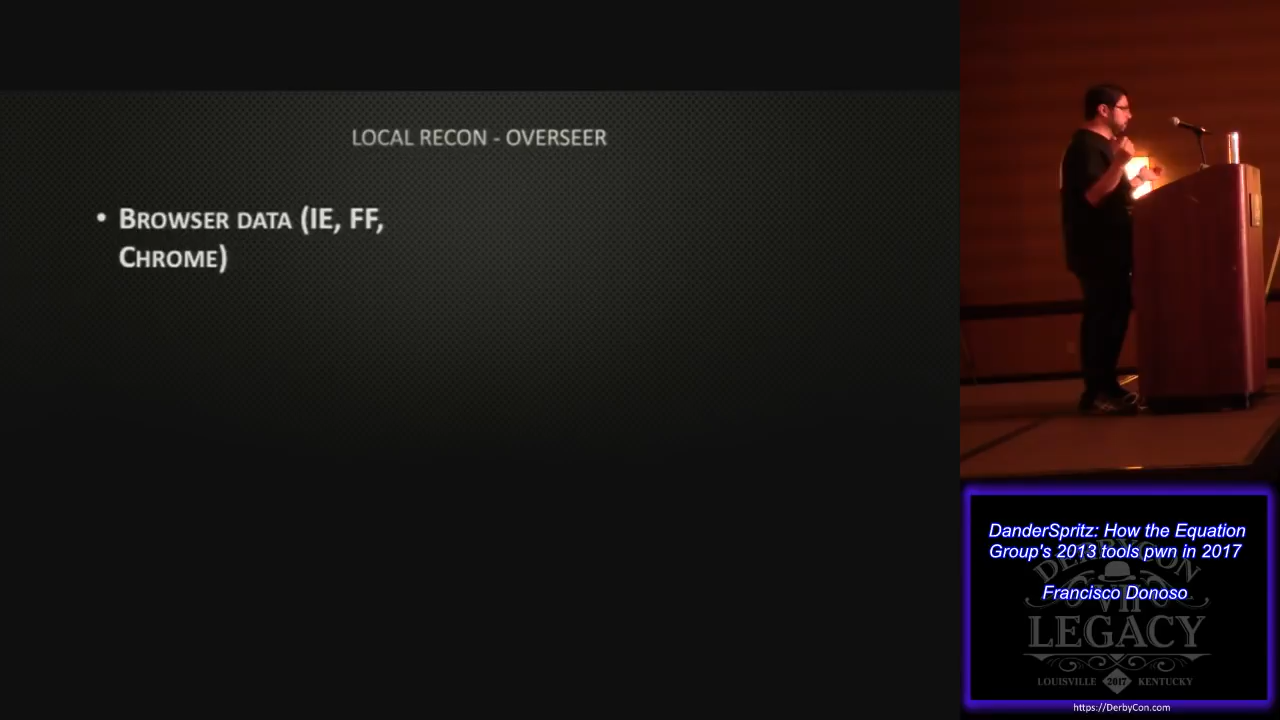 LOCAL RECON - OVERSEER
• BROWSER DATA (IE, FF,
CHROME)
DanderSpritz: How the Equation
Group's 2013 tools pwn in 2017
Francisco Donoso
DERBYCON
VII
LEGACY
LOUISVILLE 2017 KENTUCKY
https://DerbyCon.com